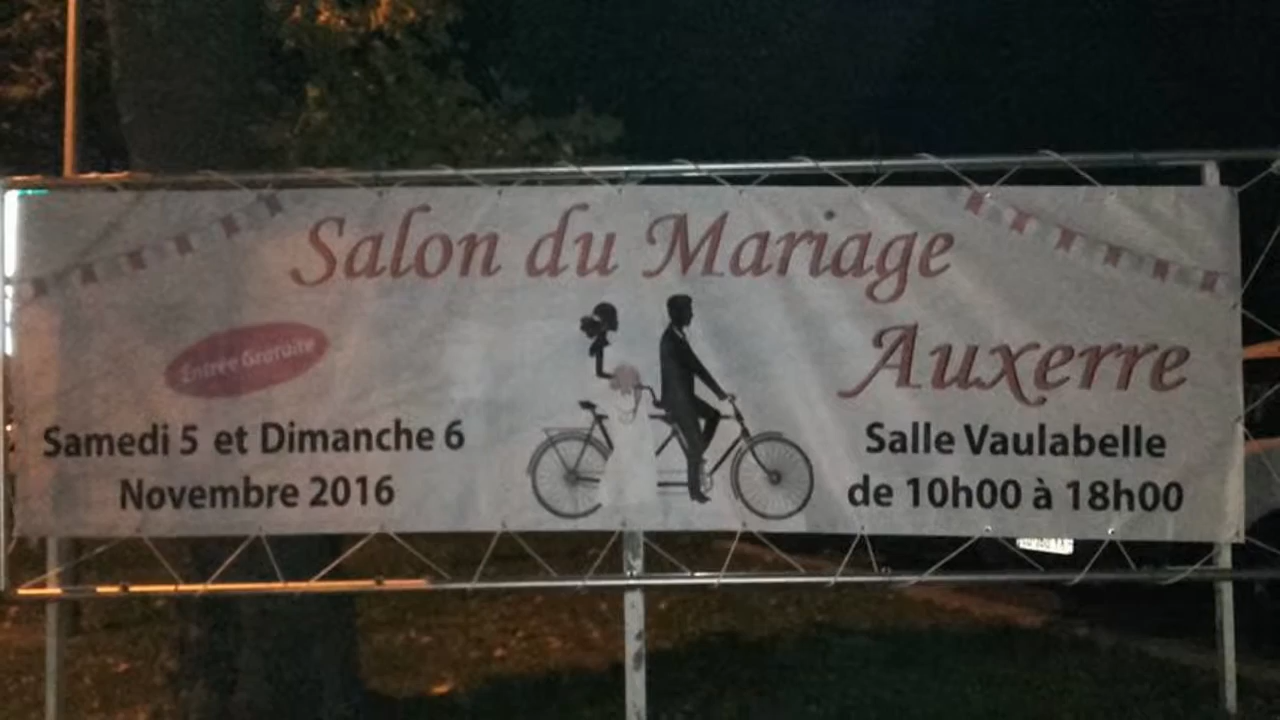 Salon du Mariage
Auxerre
Entrée Gratuite
Samedi 5 et Dimanche 6
Novembre 2016
Salle Vaulabelle
de 10h00 à 18h00